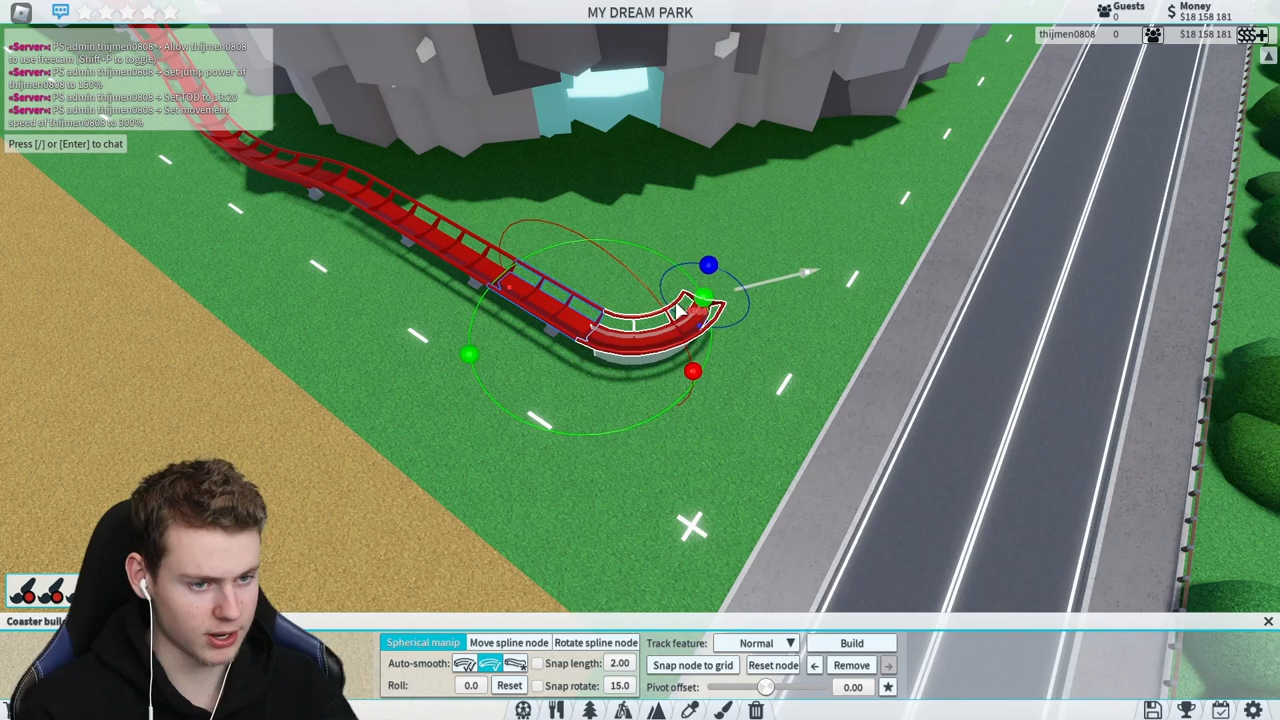 MY DREAM PARK
Guests
0
Money
$18 158 181
thijmen0808 0 $18 158 181 $$$+
«Server»: PS admin thijmen0808 → Allow thijmen0808
to use freecam (Shift+P to toggle)
«Server»: PS admin thijmen0808 → Set jump power of
thijmen0808 to 150%
«Server»: PS admin thijmen0808 → Set TOD to 13:20
«Server»: PS admin thijmen0808 → Set movement
speed of thijmen0808 to 300%
Press [/] or [Enter] to chat
Spherical manip Move spline node Rotate spline node Track feature: Normal Build
Auto-smooth: Snap length: 2.00 Snap node to grid Reset node Remove
Roll: 0.0 Reset Snap rotate: 15.0 Pivot offset: 0.00